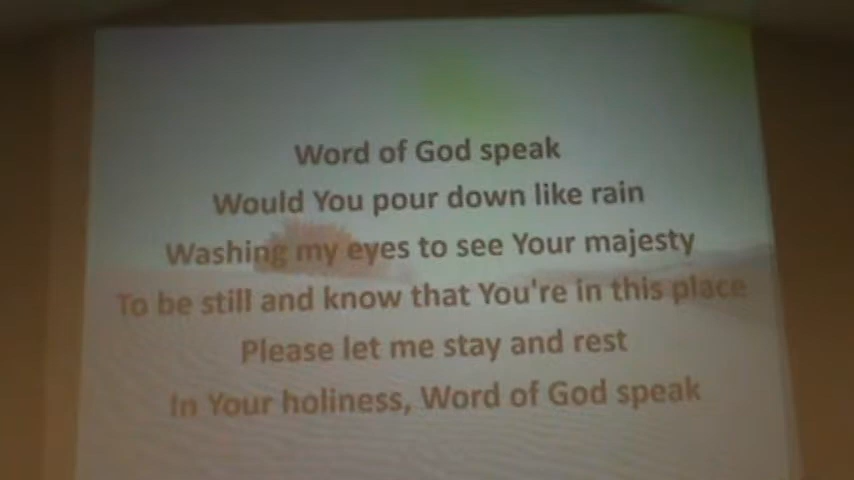 Word of God speak
Would You pour down like rain
Washing my eyes to see Your majesty
To be still and know that You're in this place
Please let me stay and rest
In Your holiness, Word of God speak